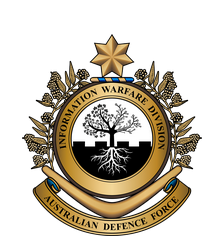 INFORMATION WARFARE DIVISION
AUSTRALIAN DEFENCE FORCE